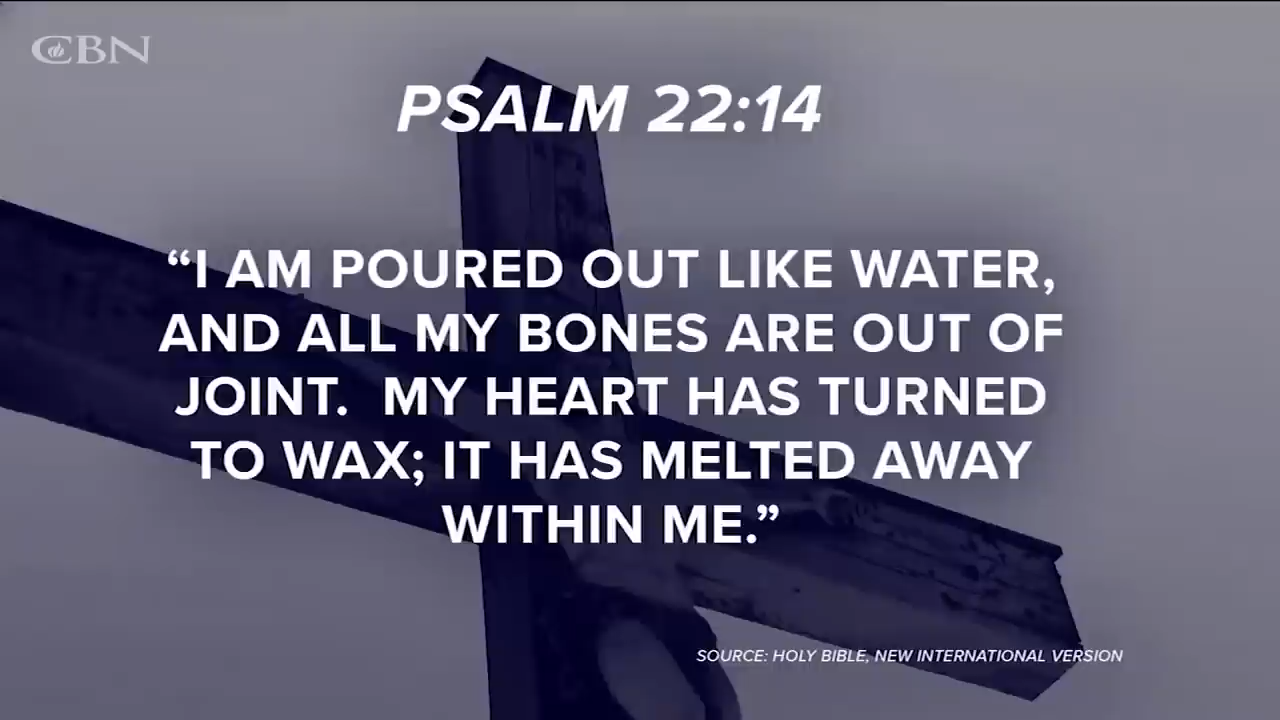 CBN
PSALM 22:14
“I AM POURED OUT LIKE WATER,
AND ALL MY BONES ARE OUT OF
JOINT.  MY HEART HAS TURNED
TO WAX; IT HAS MELTED AWAY
WITHIN ME.”
SOURCE: HOLY BIBLE, NEW INTERNATIONAL VERSION